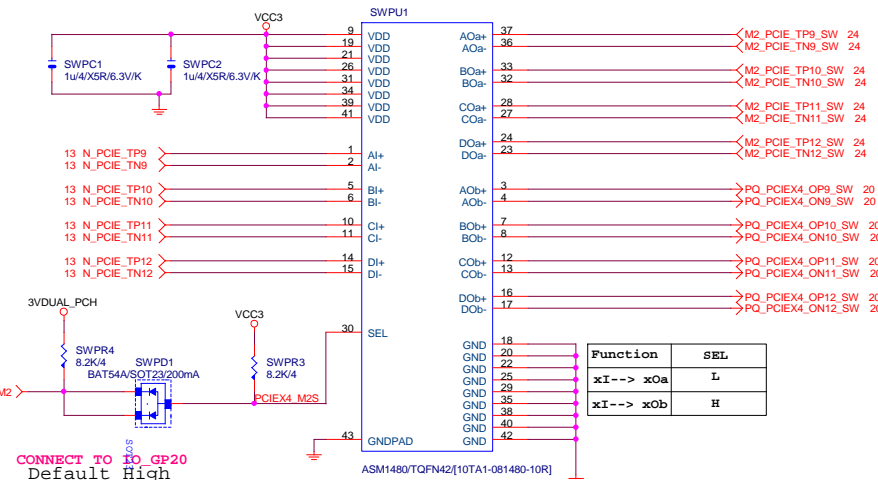 SWPU1
VCC3
SWPC1
1u/4/X5R/6.3V/K
SWPC2
1u/4/X5R/6.3V/K
9 VDD
19 VDD
21 VDD
26 VDD
31 VDD
34 VDD
39 VDD
41 VDD
AOa+ 37 M2_PCIE_TP9_SW 24
AOa- 36 M2_PCIE_TN9_SW 24
BOa+ 33 M2_PCIE_TP10_SW 24
BOa- 32 M2_PCIE_TN10_SW 24
COa+ 28 M2_PCIE_TP11_SW 24
COa- 27 M2_PCIE_TN11_SW 24
DOa+ 24 M2_PCIE_TP12_SW 24
DOa- 23 M2_PCIE_TN12_SW 24
13 N_PCIE_TP9 1 AI+
13 N_PCIE_TN9 2 AI-
13 N_PCIE_TP10 5 BI+
13 N_PCIE_TN10 6 BI-
13 N_PCIE_TP11 10 CI+
13 N_PCIE_TN11 11 CI-
13 N_PCIE_TP12 14 DI+
13 N_PCIE_TN12 15 DI-
AOb+ 3 PQ_PCIEX4_OP9_SW 20
AOb- 4 PQ_PCIEX4_ON9_SW 20
BOb+ 7 PQ_PCIEX4_OP10_SW 20
BOb- 8 PQ_PCIEX4_ON10_SW 20
COb+ 12 PQ_PCIEX4_OP11_SW 20
COb- 13 PQ_PCIEX4_ON11_SW 20
DOb+ 16 PQ_PCIEX4_OP12_SW 20
DOb- 17 PQ_PCIEX4_ON12_SW 20
3VDUAL_PCH
VCC3
30 SEL
SWPR4
8.2K/4
SWPD1
BAT54A/SOT23/200mA
SWPR3
8.2K/4
M2
PCIEX4_M2S
SOT23
GND 18
GND 20
GND 22
GND 25
GND 29
GND 35
GND 38
GND 40
GND 42
43 GNDPAD
Function SEL
xI--> xOa L
xI--> xOb H
CONNECT TO IO_GP20
Default High
ASM1480/TQFN42/[10TA1-081480-10R]